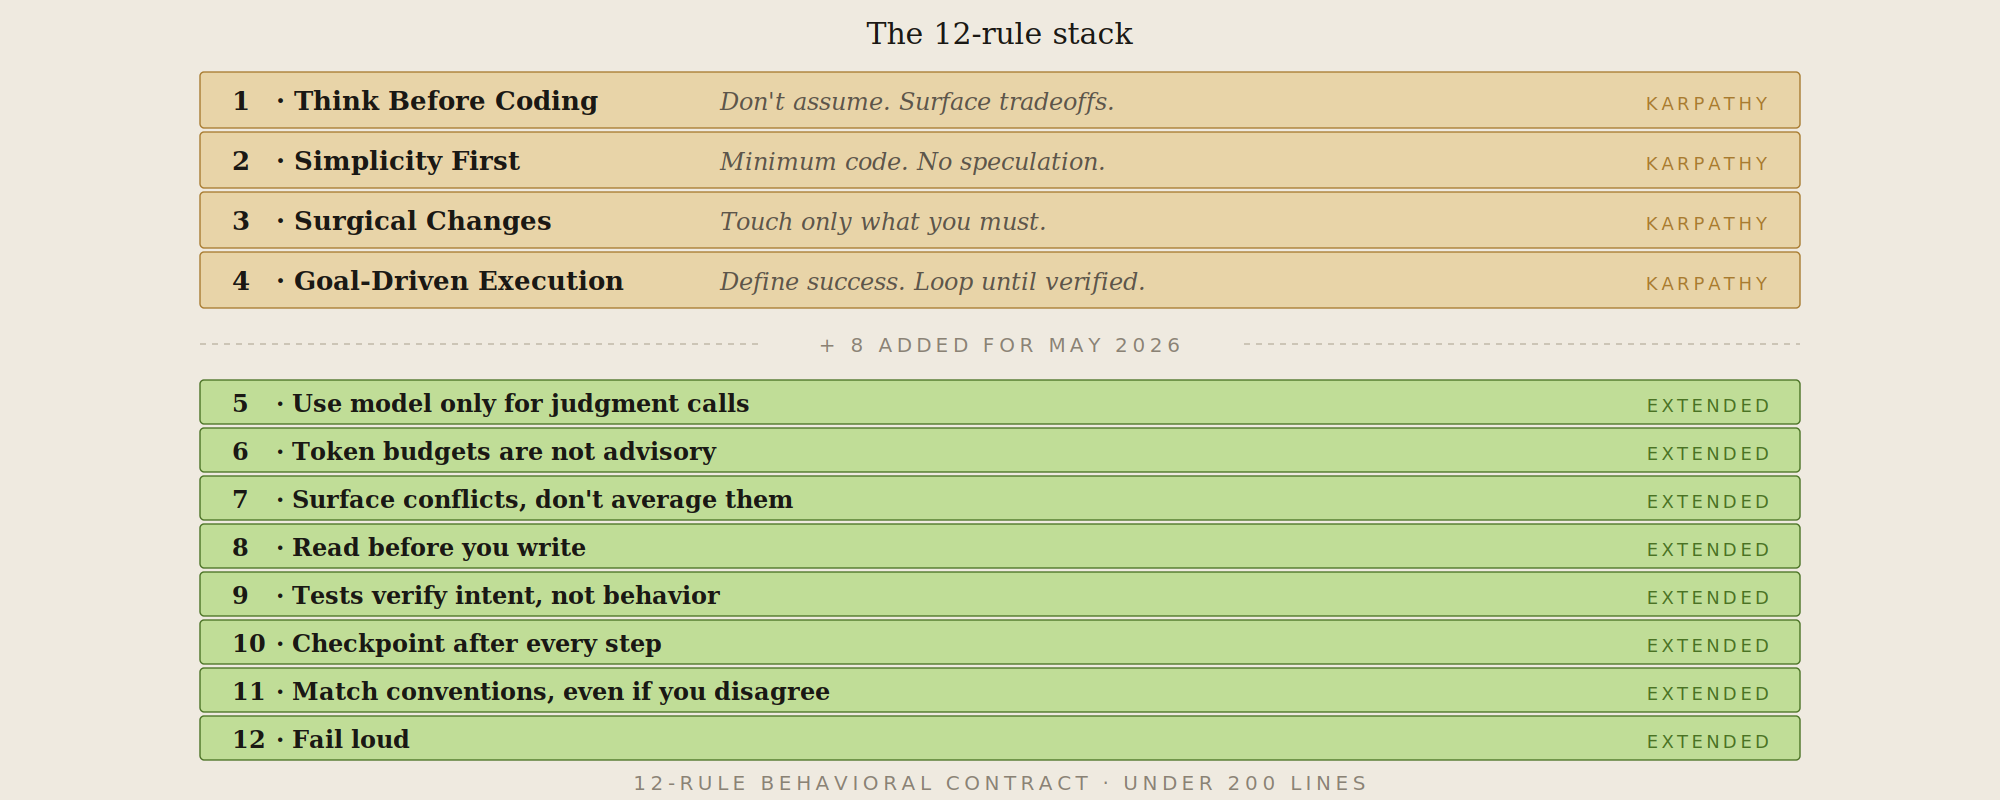 The 12-rule stack
1 · Think Before Coding Don't assume. Surface tradeoffs. KARPATHY
2 · Simplicity First Minimum code. No speculation. KARPATHY
3 · Surgical Changes Touch only what you must. KARPATHY
4 · Goal-Driven Execution Define success. Loop until verified. KARPATHY
+ 8 ADDED FOR MAY 2026
5 · Use model only for judgment calls EXTENDED
6 · Token budgets are not advisory EXTENDED
7 · Surface conflicts, don't average them EXTENDED
8 · Read before you write EXTENDED
9 · Tests verify intent, not behavior EXTENDED
10 · Checkpoint after every step EXTENDED
11 · Match conventions, even if you disagree EXTENDED
12 · Fail loud EXTENDED
12-RULE BEHAVIORAL CONTRACT · UNDER 200 LINES